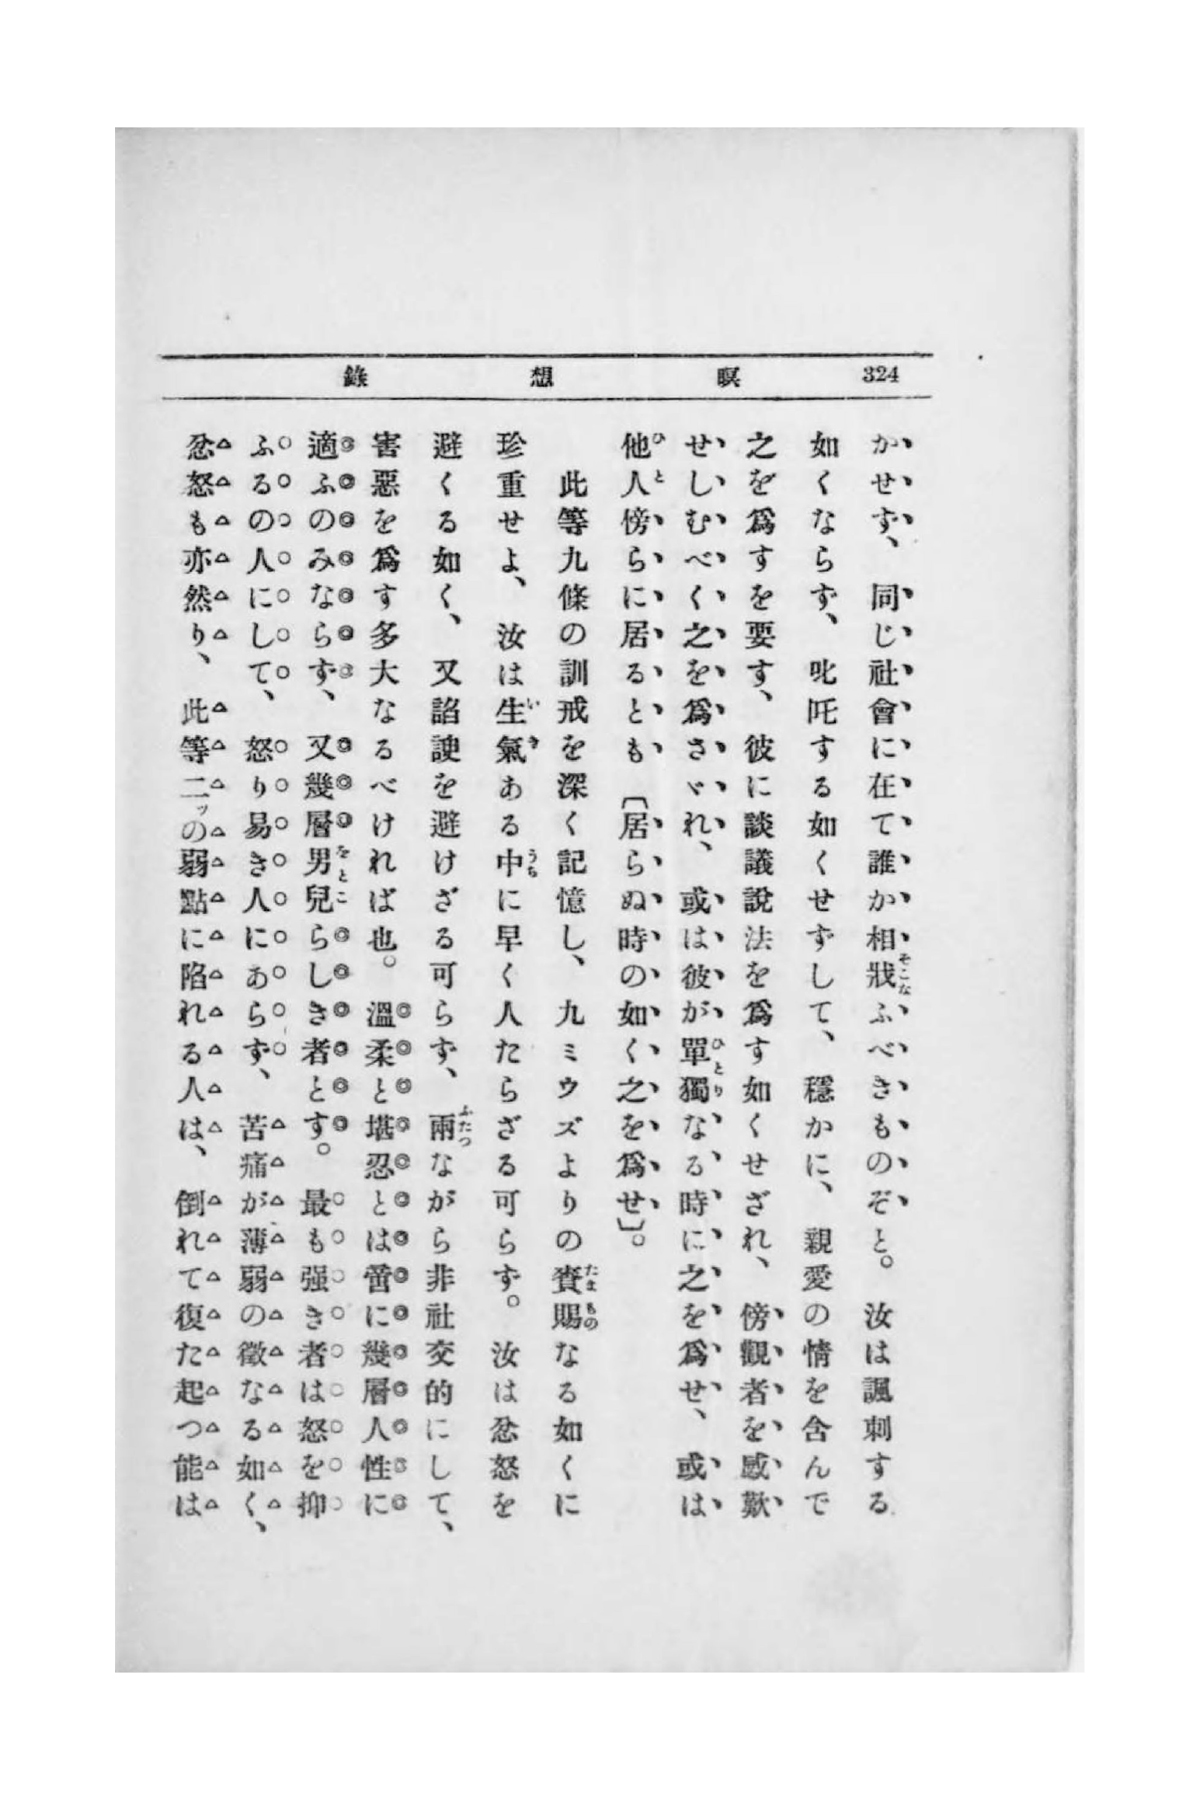 324 瞑想錄
かせず、同じ社會に在て誰か相戕ふべきものぞと。汝は諷刺する
如くならず、叱咤する如くせずして、穩かに、親愛の情を含んで
之を爲すを要す、彼に談議說法を爲す如くせざれ、傍觀者を感歎
せしむべく之を爲さゞれ、或は彼が單獨なる時に之を爲せ、或は
他人傍らに居るとも〔居らぬ時の如く之を爲せ〕。
此等九條の訓戒を深く記憶し、九ミウズよりの賚賜なる如くに
珍重せよ、汝は生氣ある中に早く人たらざる可らず。汝は忿怒を
避くる如く、又諂諛を避けざる可らず、兩ながら非社交的にして、
害惡を爲す多大なるべければ也。溫柔と堪忍とは啻に幾層人性に
適ふのみならず、又幾層男兒らしき者とす。最も强き者は怒を抑
ふるの人にして、怒り易き人にあらず、苦痛が薄弱の徵なる如く、
忿怒も亦然り、此等二ッの弱點に陷れる人は、倒れて復た起つ能は